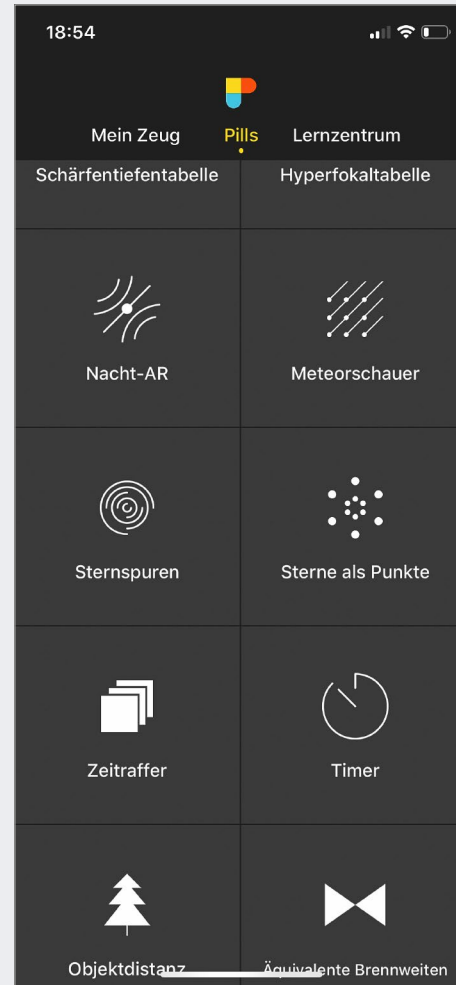 18:54
Mein Zeug Pills Lernzentrum
Schärfentiefentabelle Hyperfokaltabelle
Nacht-AR Meteorschauer
Sternspuren Sterne als Punkte
Zeitraffer Timer
Objektdistanz Äquivalente Brennweiten